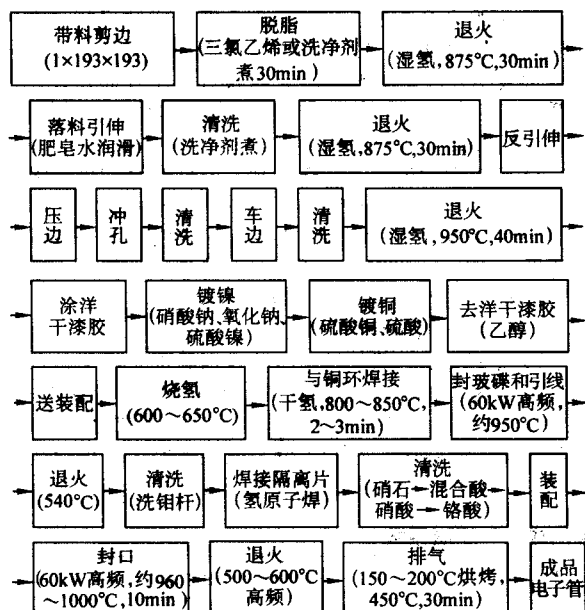 带料剪边
(1×193×193)
脱脂
(三氯乙烯或洗净剂
煮30min)
退火
(湿氢,875°C,30min)
落料引伸
(肥皂水润滑)
清洗
(洗净剂煮)
退火
(湿氢,875°C,30min)
反引伸
压边
冲孔
清洗
车边
清洗
退火
(湿氢,950°C,40min)
涂洋
干漆胶
镀镍
(硝酸钠、氧化钠、
硫酸镍)
镀铜
(硫酸铜、硫酸)
去洋干漆胶
(乙醇)
送装配
烧氢
(600～650°C)
与铜环焊接
(干氢,800～850°C,
2～3min)
封玻碟和引线
(60kW高频,
约950°C)
退火
(540°C)
清洗
(洗钼杆)
焊接隔离片
(氢原子焊)
清洗
(硝石→混合酸
硝酸→铬酸)
装配
封口
(60kW高频,约960
～1000°C,10min)
退火
(500～600°C
高频)
排气
(150～200°C烘烤,
450°C,30min)
成品
电子管